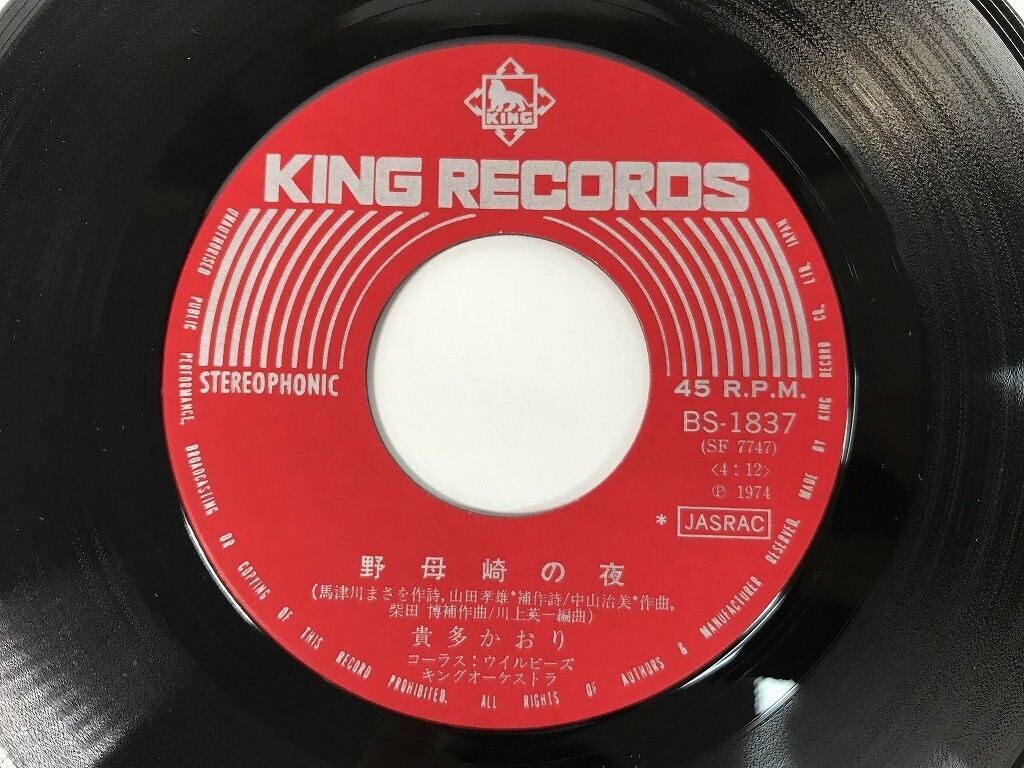 KING
KING RECORDS
STEREOPHONIC
45 R.P.M.
BS-1837
(SF 7747)
<4:12>
℗ 1974
* JASRAC
野母崎の夜
(馬津川まさを作詩,山田孝雄*補作詩/中山治美*作曲,
柴田 博補作曲/川上英一編曲)
貴多かおり
コーラス:ウイルビーズ
キングオーケストラ
UNAUTHORISED PUBLIC PERFORMANCE, BROADCASTING OR COPYING OF THIS RECORD PROHIBITED. ALL RIGHTS OF AUTHORS & MANUFACTURER RESERVED. MADE BY KING RECORD CO., LTD. JAPAN